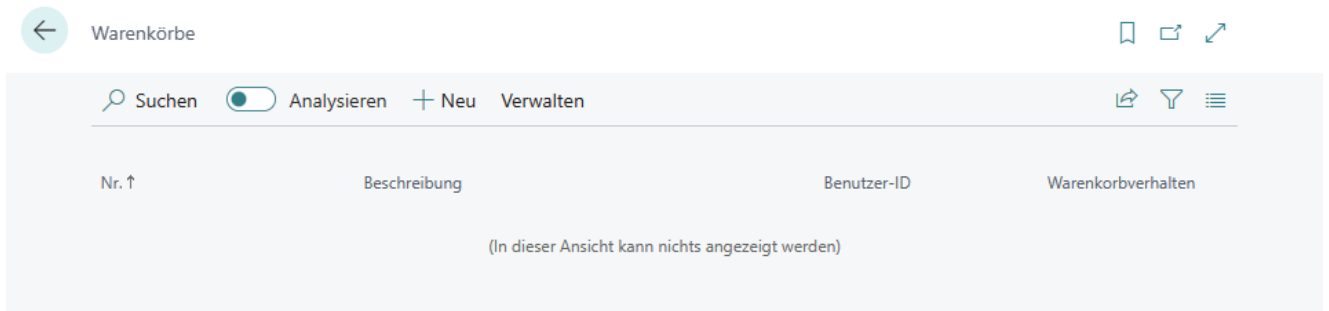 Warenkörbe
Suchen Analysieren + Neu Verwalten
Nr. ↑ Beschreibung Benutzer-ID Warenkorbverhalten
(In dieser Ansicht kann nichts angezeigt werden)